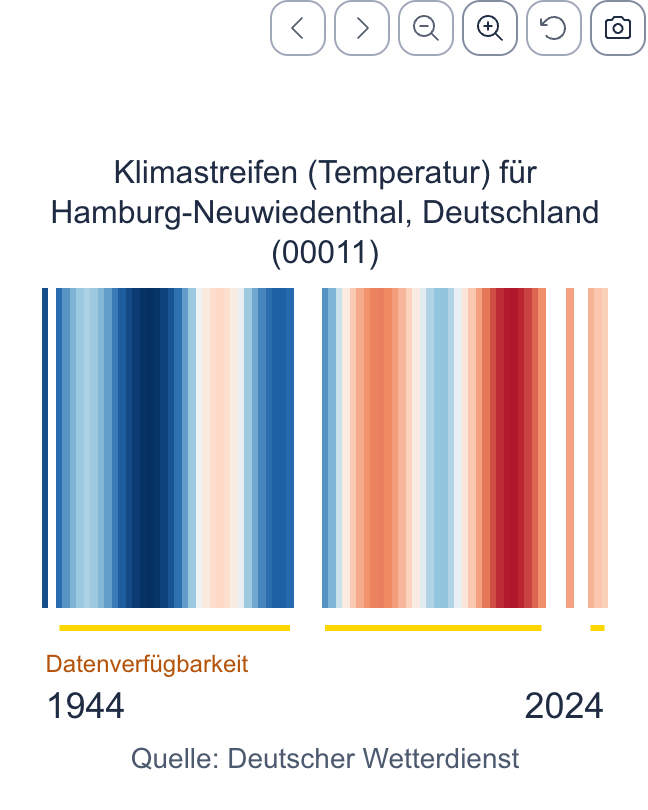 Klimastreifen (Temperatur) für
Hamburg-Neuwiedenthal, Deutschland
(00011)
Datenverfügbarkeit
1944
2024
Quelle: Deutscher Wetterdienst